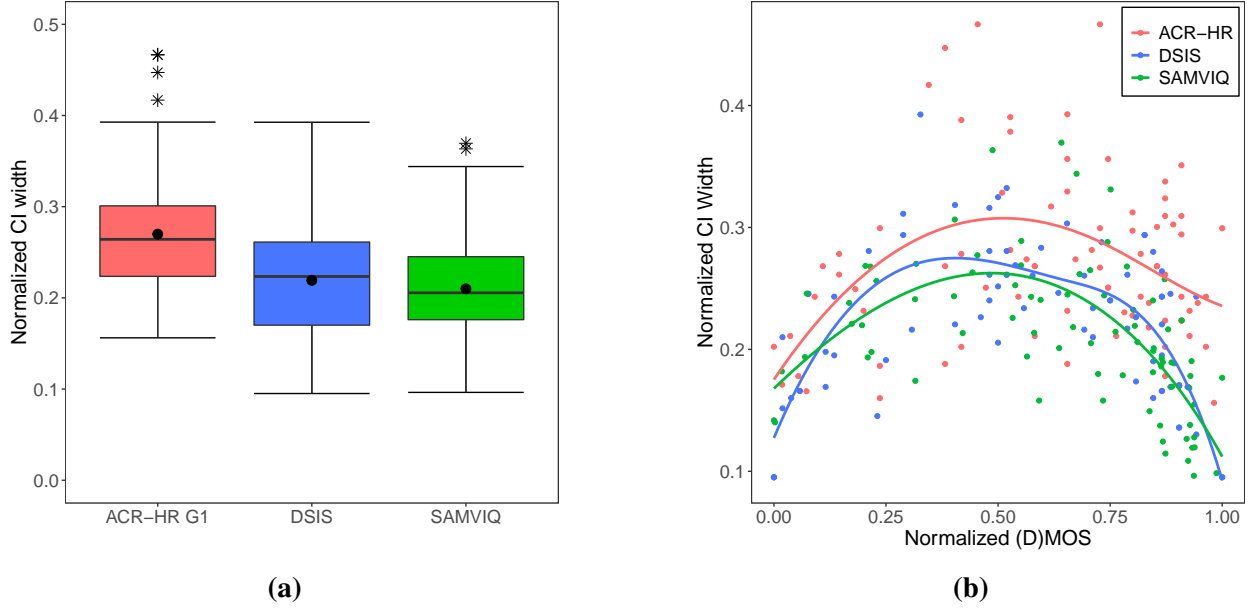 Normalized CI width
0.5
0.4
0.3
0.2
0.1
0.0
ACR−HR G1
DSIS
SAMVIQ
(a)
Normalized CI Width
0.4
0.3
0.2
0.1
ACR−HR
DSIS
SAMVIQ
0.00
0.25
0.50
0.75
1.00
Normalized (D)MOS
(b)